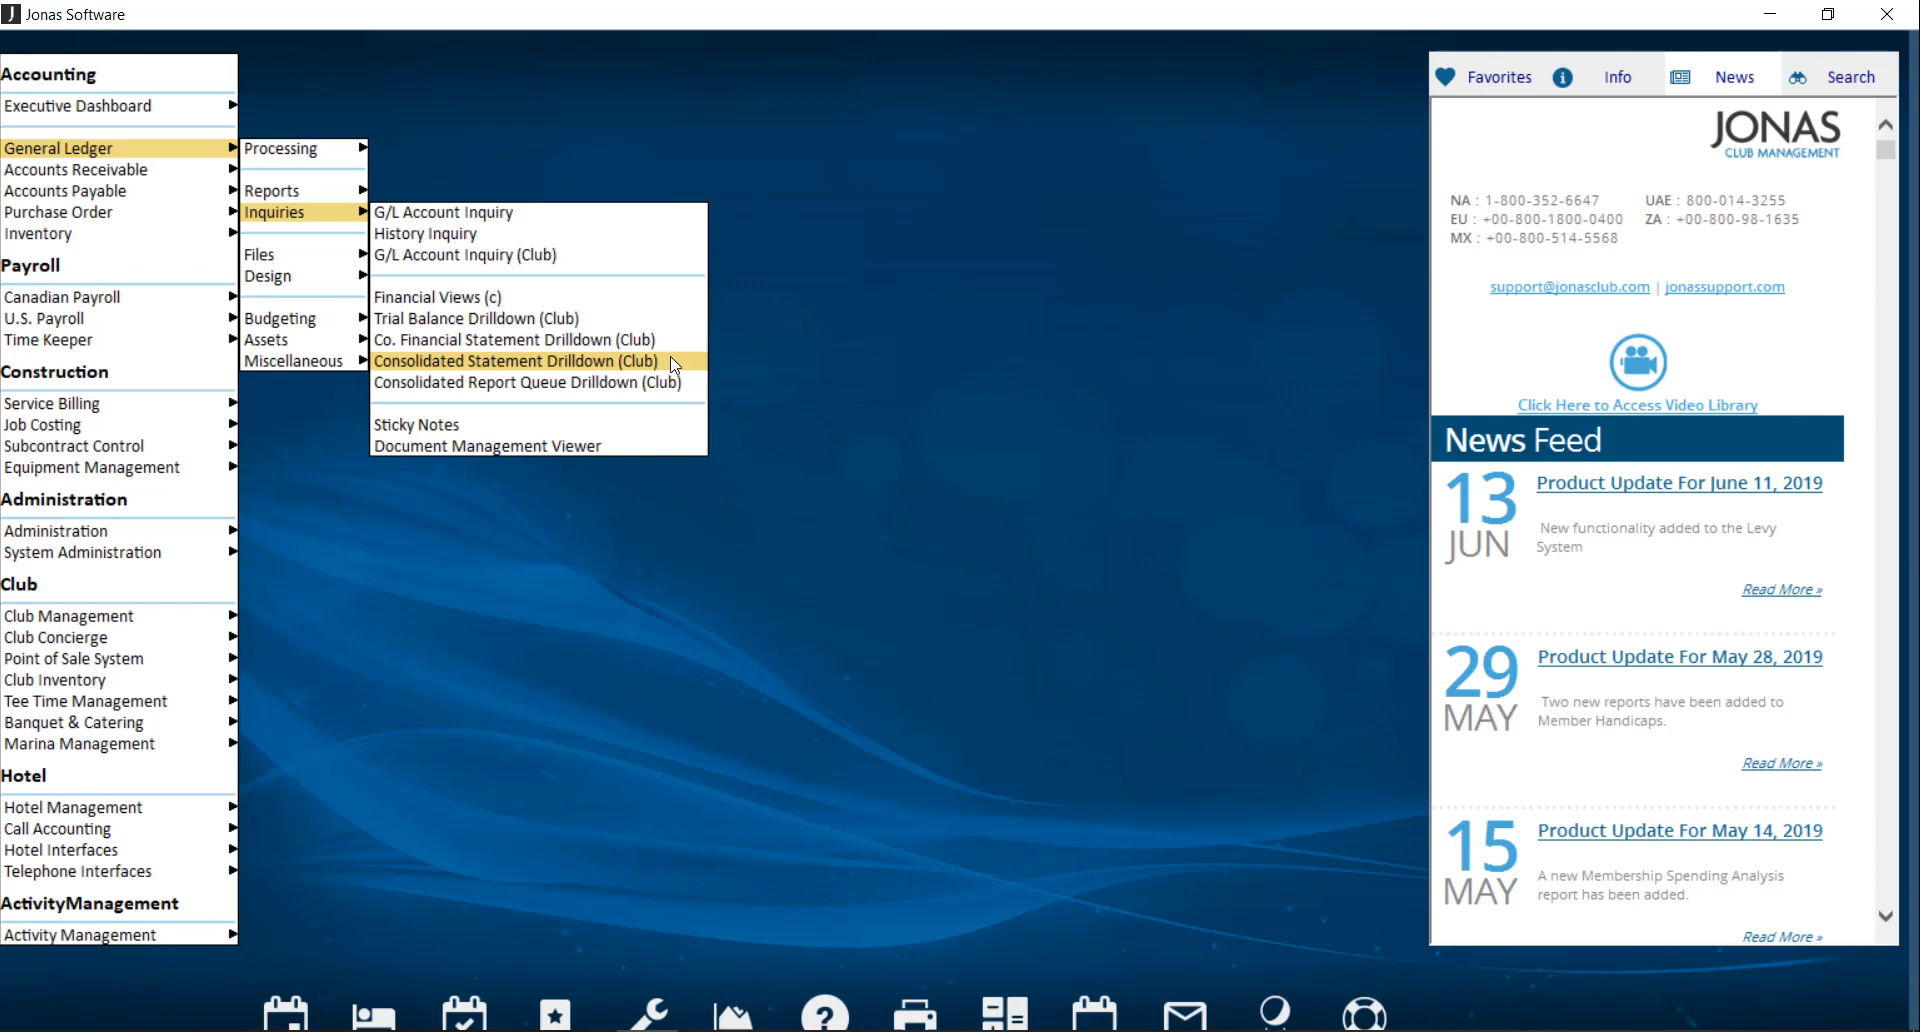 Jonas Software
Accounting
Executive Dashboard
General Ledger
Accounts Receivable
Accounts Payable
Purchase Order
Inventory
Payroll
Canadian Payroll
U.S. Payroll
Time Keeper
Construction
Service Billing
Job Costing
Subcontract Control
Equipment Management
Administration
Administration
System Administration
Club
Club Management
Club Concierge
Point of Sale System
Club Inventory
Tee Time Management
Banquet & Catering
Marina Management
Hotel
Hotel Management
Call Accounting
Hotel Interfaces
Telephone Interfaces
ActivityManagement
Activity Management
Processing
Reports
Inquiries
Files
Design
Budgeting
Assets
Miscellaneous
G/L Account Inquiry
History Inquiry
G/L Account Inquiry (Club)
Financial Views (c)
Trial Balance Drilldown (Club)
Co. Financial Statement Drilldown (Club)
Consolidated Statement Drilldown (Club)
Consolidated Report Queue Drilldown (Club)
Sticky Notes
Document Management Viewer
Favorites Info News Search
JONAS
CLUB MANAGEMENT
NA : 1-800-352-6647 UAE : 800-014-3255
EU : +00-800-1800-0400 ZA : +00-800-98-1635
MX : +00-800-514-5568
support@jonasclub.com | jonassupport.com
Click Here to Access Video Library
News Feed
13
JUN
Product Update For June 11, 2019
New functionality added to the Levy
System
Read More »
29
MAY
Product Update For May 28, 2019
Two new reports have been added to
Member Handicaps.
Read More »
15
MAY
Product Update For May 14, 2019
A new Membership Spending Analysis
report has been added.
Read More »